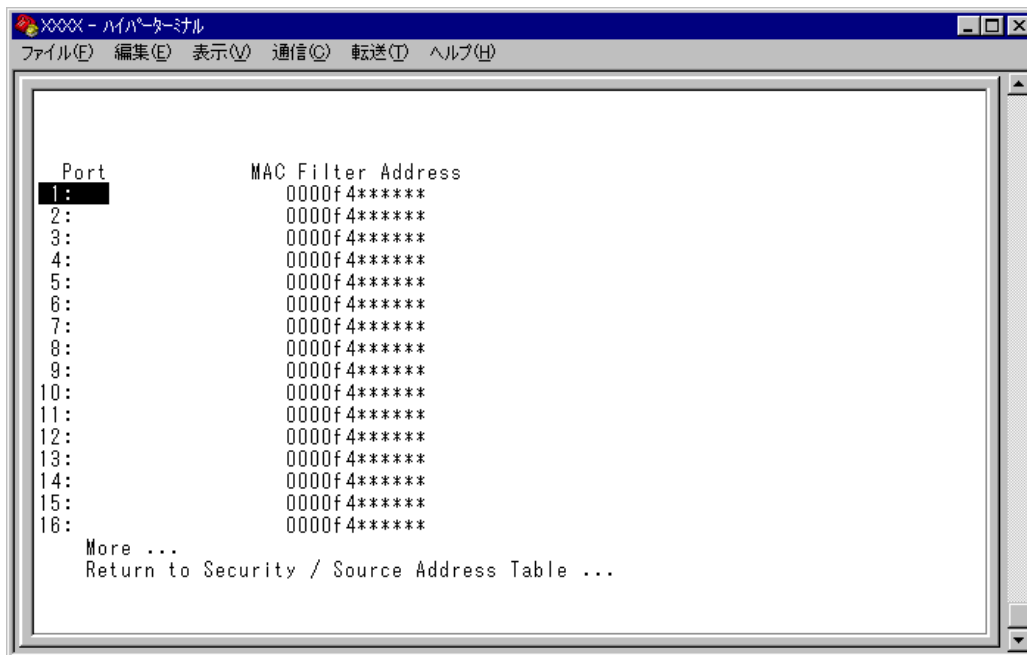 XXXX - ﾊｲﾊﾟｰﾀｰﾐﾅﾙ
ファイル(F) 編集(E) 表示(V) 通信(C) 転送(T) ヘルプ(H)
Port MAC Filter Address
1: 0000f4******
2: 0000f4******
3: 0000f4******
4: 0000f4******
5: 0000f4******
6: 0000f4******
7: 0000f4******
8: 0000f4******
9: 0000f4******
10: 0000f4******
11: 0000f4******
12: 0000f4******
13: 0000f4******
14: 0000f4******
15: 0000f4******
16: 0000f4******
More ...
Return to Security / Source Address Table ...